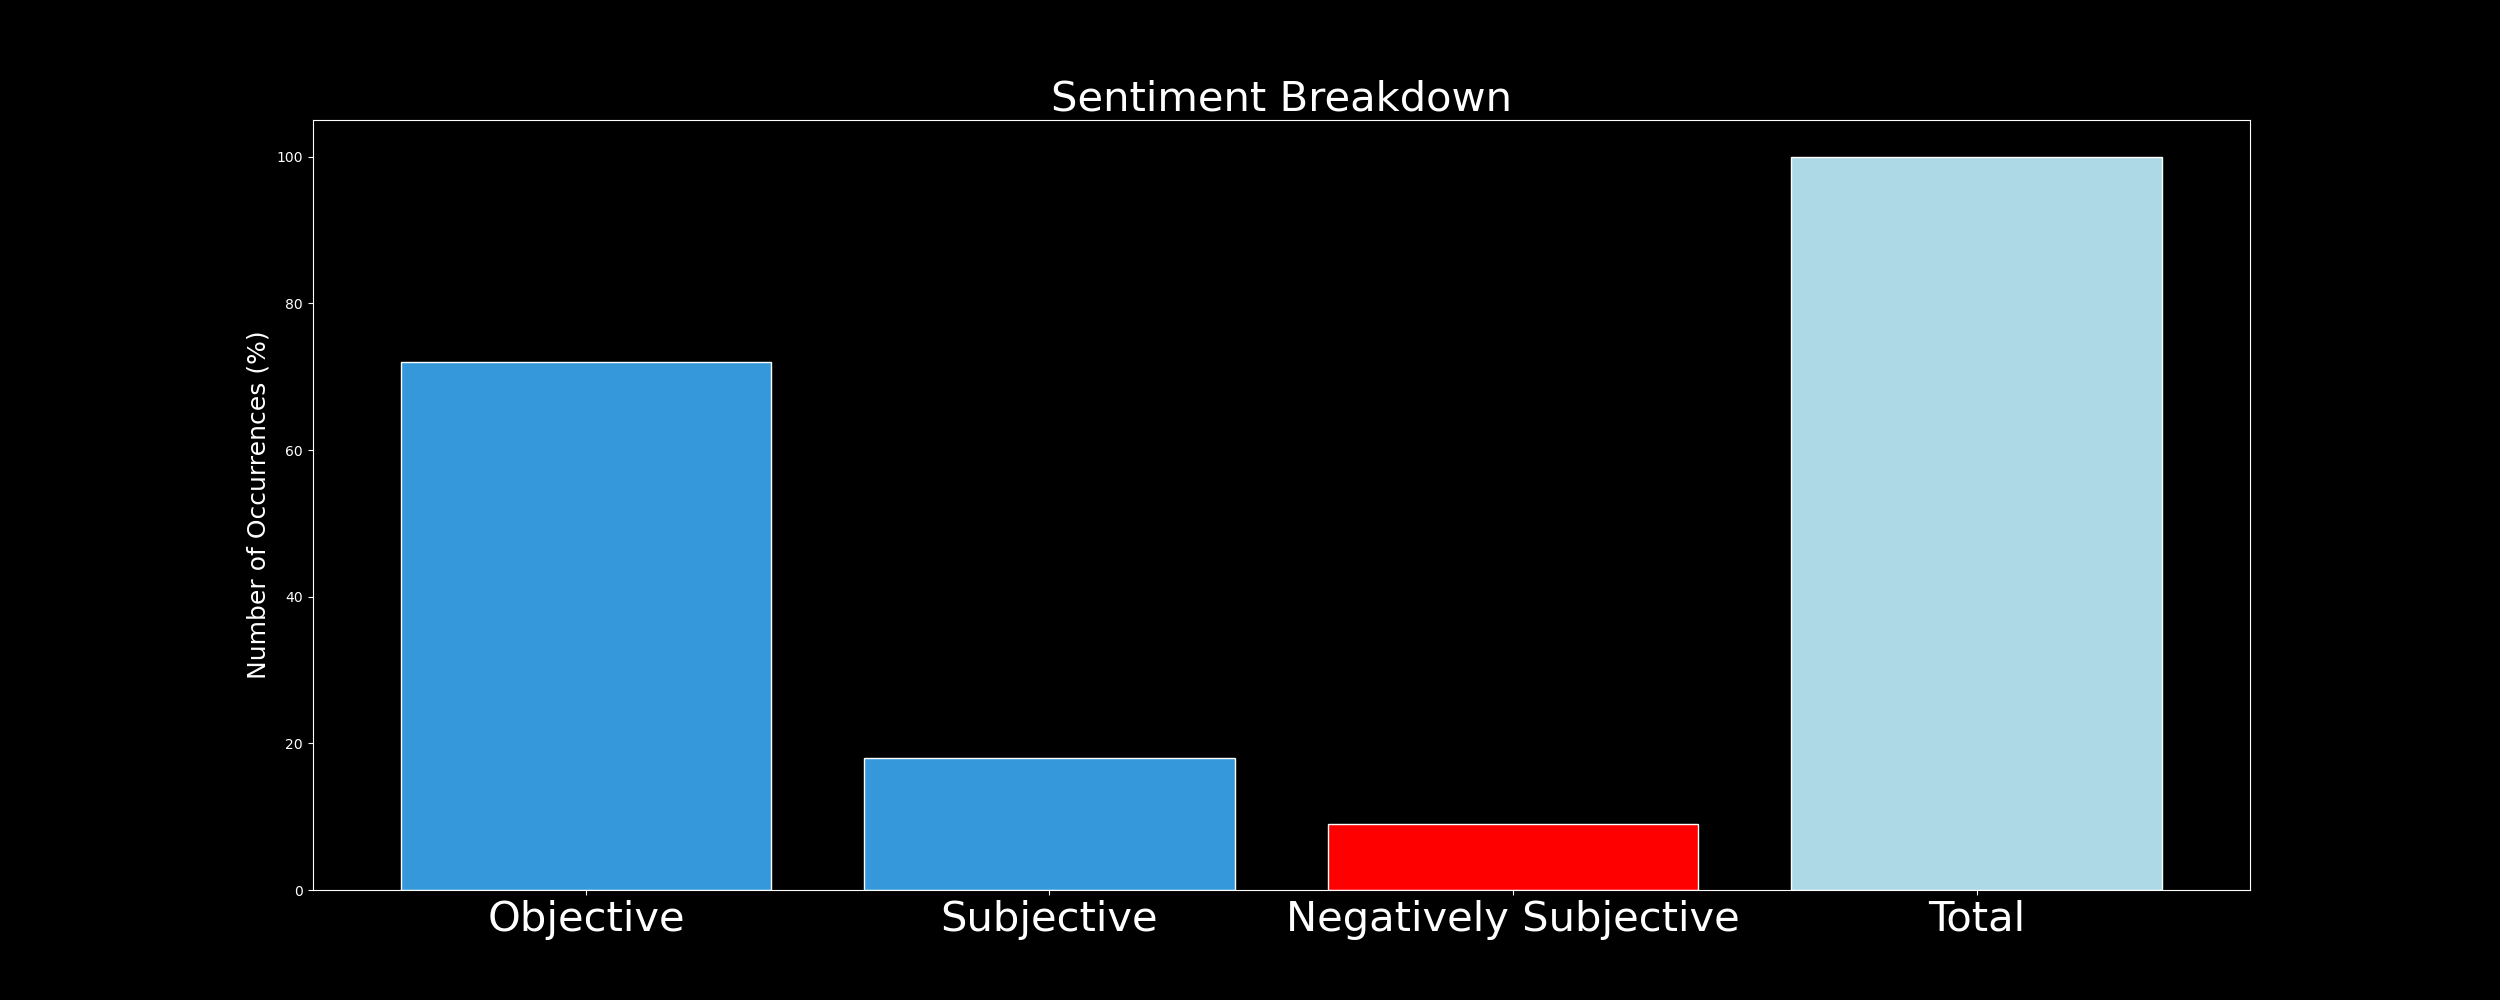 Sentiment Breakdown
Number of Occurrences (%)
100
80
60
40
20
0
Objective
Subjective
Negatively Subjective
Total